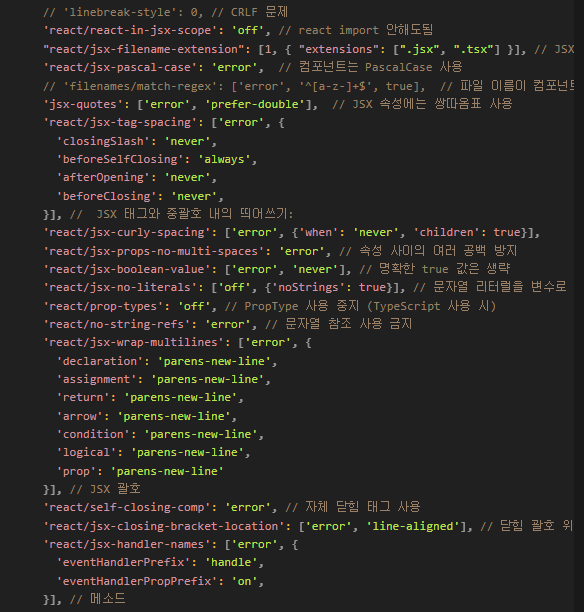 // 'linebreak-style': 0, // CRLF 문제
'react/react-in-jsx-scope': 'off', // react import 안해도됨
"react/jsx-filename-extension": [1, { "extensions": [".jsx", ".tsx"] }], // JSX
'react/jsx-pascal-case': 'error',  // 컴포넌트는 PascalCase 사용
// 'filenames/match-regex': ['error', '^[a-z-]+$', true],  // 파일 이름이 컴포넌트
'jsx-quotes': ['error', 'prefer-double'],  // JSX 속성에는 쌍따옴표 사용
'react/jsx-tag-spacing': ['error', {
  'closingSlash': 'never',
  'beforeSelfClosing': 'always',
  'afterOpening': 'never',
  'beforeClosing': 'never',
}], //  JSX 태그와 중괄호 내의 띄어쓰기:
'react/jsx-curly-spacing': ['error', {'when': 'never', 'children': true}],
'react/jsx-props-no-multi-spaces': 'error', // 속성 사이의 여러 공백 방지
'react/jsx-boolean-value': ['error', 'never'], // 명확한 true 값은 생략
'react/jsx-no-literals': ['off', {'noStrings': true}], // 문자열 리터럴을 변수로
'react/prop-types': 'off', // PropType 사용 중지 (TypeScript 사용 시)
'react/no-string-refs': 'error', // 문자열 참조 사용 금지
'react/jsx-wrap-multilines': ['error', {
  'declaration': 'parens-new-line',
  'assignment': 'parens-new-line',
  'return': 'parens-new-line',
  'arrow': 'parens-new-line',
  'condition': 'parens-new-line',
  'logical': 'parens-new-line',
  'prop': 'parens-new-line'
}], // JSX 괄호
'react/self-closing-comp': 'error', // 자체 닫힘 태그 사용
'react/jsx-closing-bracket-location': ['error', 'line-aligned'], // 닫힘 괄호 위
'react/jsx-handler-names': ['error', {
  'eventHandlerPrefix': 'handle',
  'eventHandlerPropPrefix': 'on',
}], // 메소드